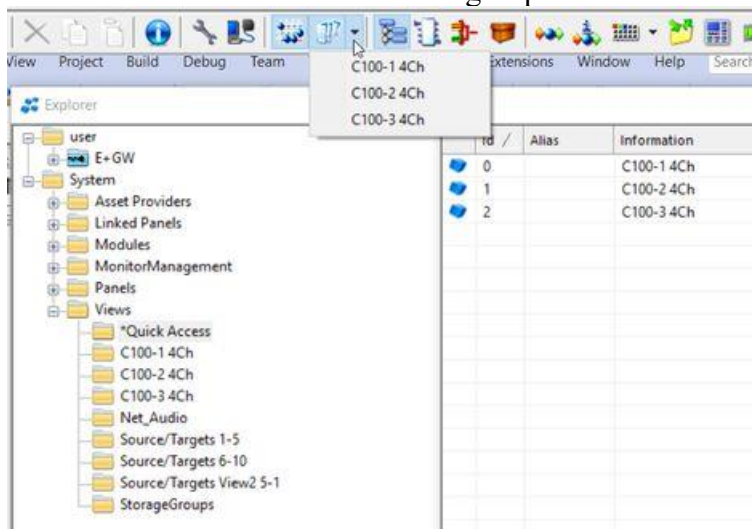 View Project Build Debug Team Extensions Window Help Search
C100-1 4Ch
C100-2 4Ch
C100-3 4Ch
Explorer
Id / Alias Information
0 C100-1 4Ch
1 C100-2 4Ch
2 C100-3 4Ch
user
E+GW
System
Asset Providers
Linked Panels
Modules
MonitorManagement
Panels
Views
*Quick Access
C100-1 4Ch
C100-2 4Ch
C100-3 4Ch
Net_Audio
Source/Targets 1-5
Source/Targets 6-10
Source/Targets View2 5-1
StorageGroups